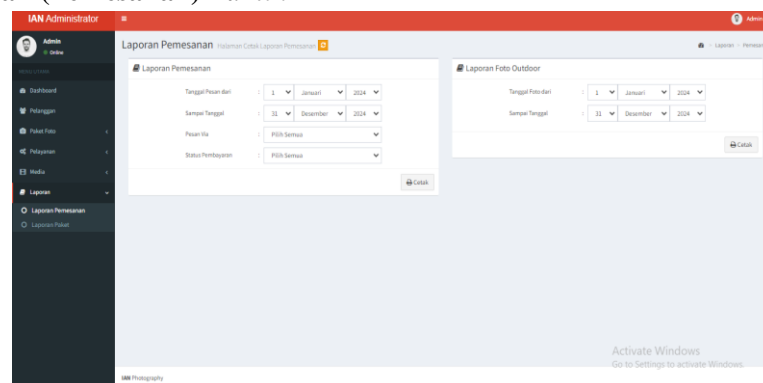 IAN Administrator
Admin
Admin
Online
MENU UTAMA
Dashboard
Pelanggan
Paket Foto
Pelayanan
Media
Laporan
Laporan Pemesanan
Laporan Paket
Laporan Pemesanan Halaman Cetak Laporan Pemesanan
Laporan
Laporan Pemesanan
Tanggal Pesan dari : 1 Januari 2024
Sampai Tanggal : 31 Desember 2024
Pesan Via : Pilih Semua
Status Pembayaran : Pilih Semua
Cetak
Laporan Foto Outdoor
Tanggal Foto dari : 1 Januari 2024
Sampai Tanggal : 31 Desember 2024
Cetak
Activate Windows
Go to Settings to activate Windows.
IAN Photography